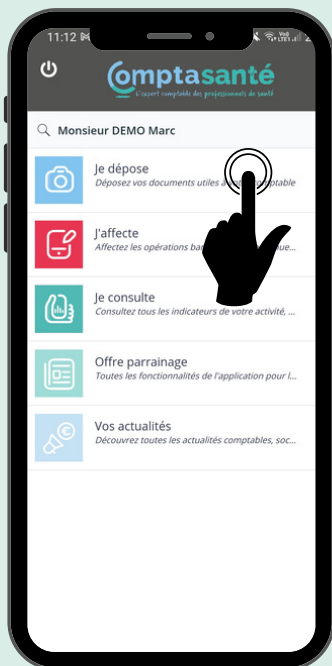 11:12
Comptasanté
L'expert comptable des professionnels de santé
Monsieur DEMO Marc
Je dépose
Déposez vos documents utiles à comptable
J'affecte
Affectez les opérations
Je consulte
Consultez tous les indicateurs de votre activité, ...
Offre parrainage
Toutes les fonctionnalités de l'application pour l...
Vos actualités
Découvrez toutes les actualités comptables, soc...